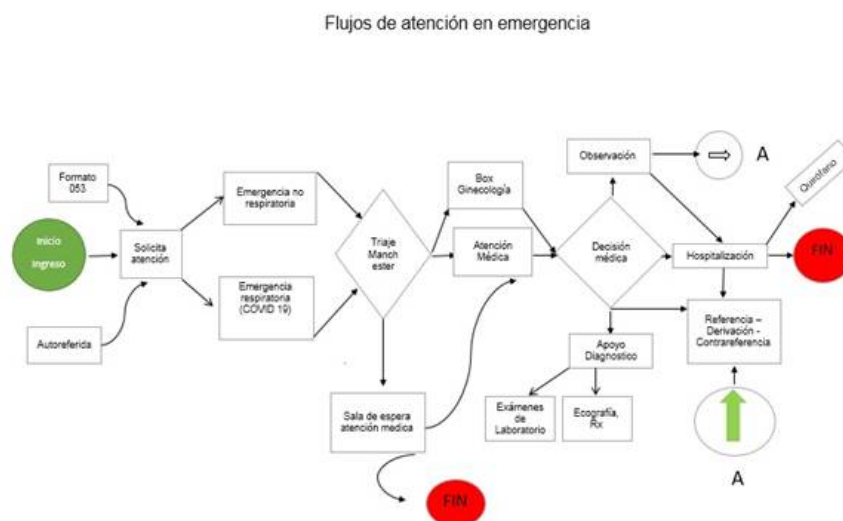 Flujos de atención en emergencia
Formato
053
Inicio
Ingreso
Autoreferida
Solicita
atención
Emergencia no
respiratoria
Emergencia
respiratoria
(COVID 19)
Triaje
Manch
ester
Sala de espera
atención medica
FIN
Box
Ginecología
Atención
Médica
Decisión
médica
Observación
A
Apoyo
Diagnostico
Exámenes
de
Laboratorio
Ecografía,
Rx
Hospitalización
Quirófano
FIN
Referencia –
Derivación -
Contrareferencia
A